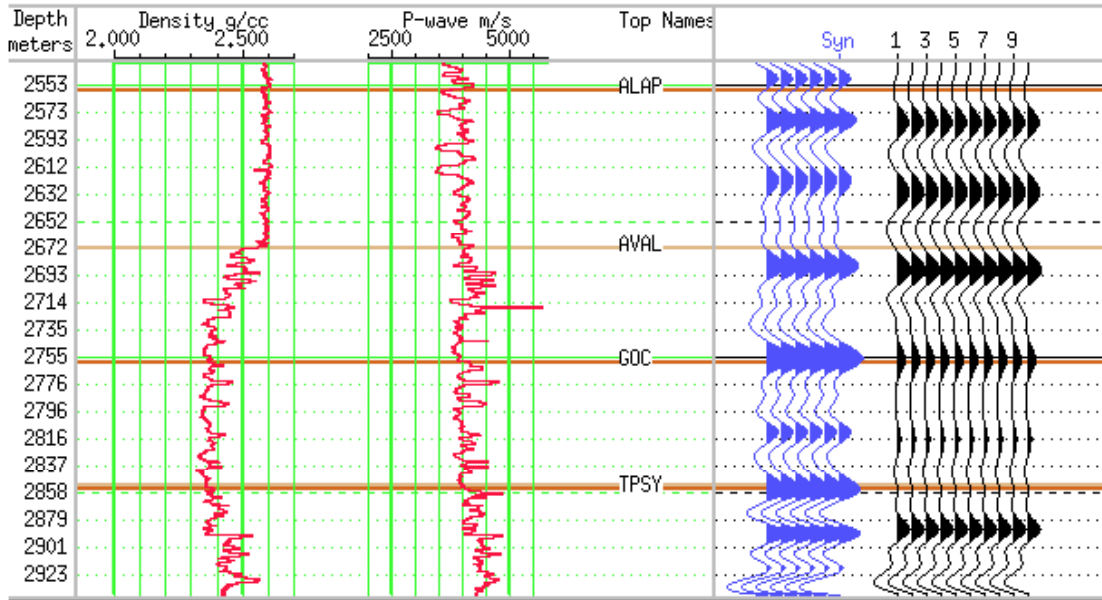 Depth Density g/cc P-wave m/s Top Names
meters 2.000 2.500 2500 5000 Syn 1 3 5 7 9
2553 ALAP
2573
2593
2612
2632
2652
2672 AVAL
2693
2714
2735
2755 GOC
2776
2796
2816
2837
2858 TPSY
2879
2901
2923